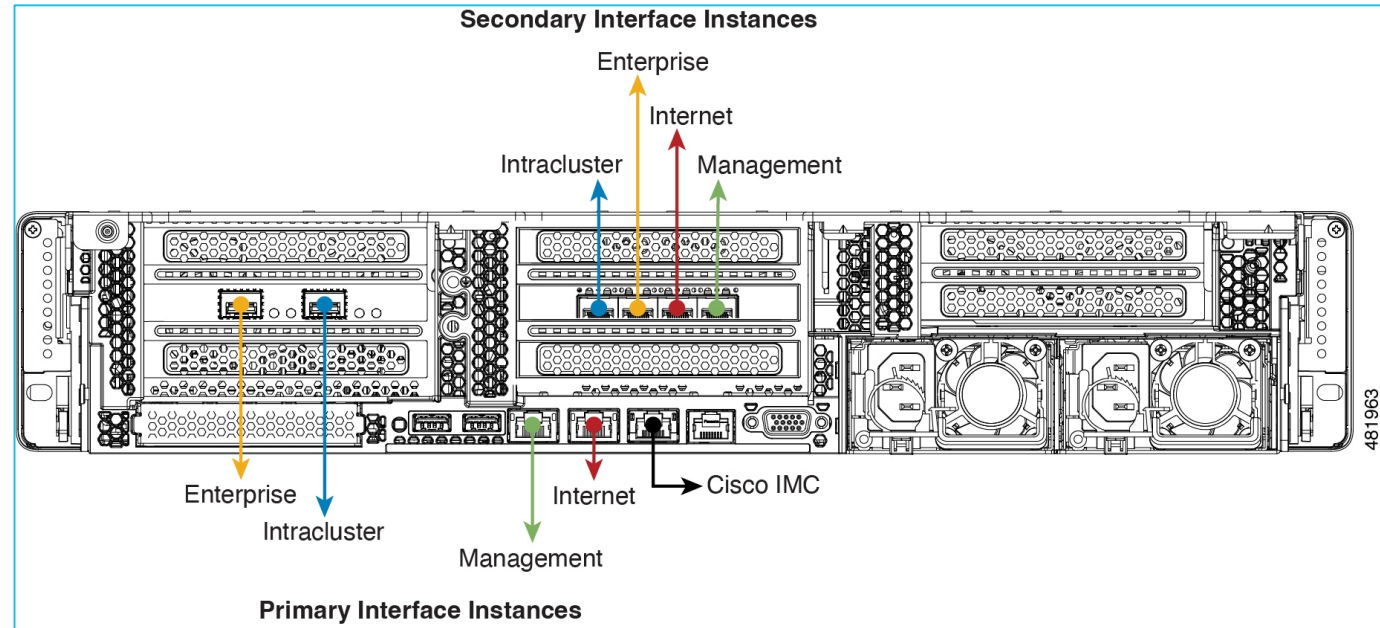 Secondary Interface Instances
Enterprise
Internet
Intracluster
Management
Enterprise
Internet
Cisco IMC
Intracluster
Management
Primary Interface Instances
481963